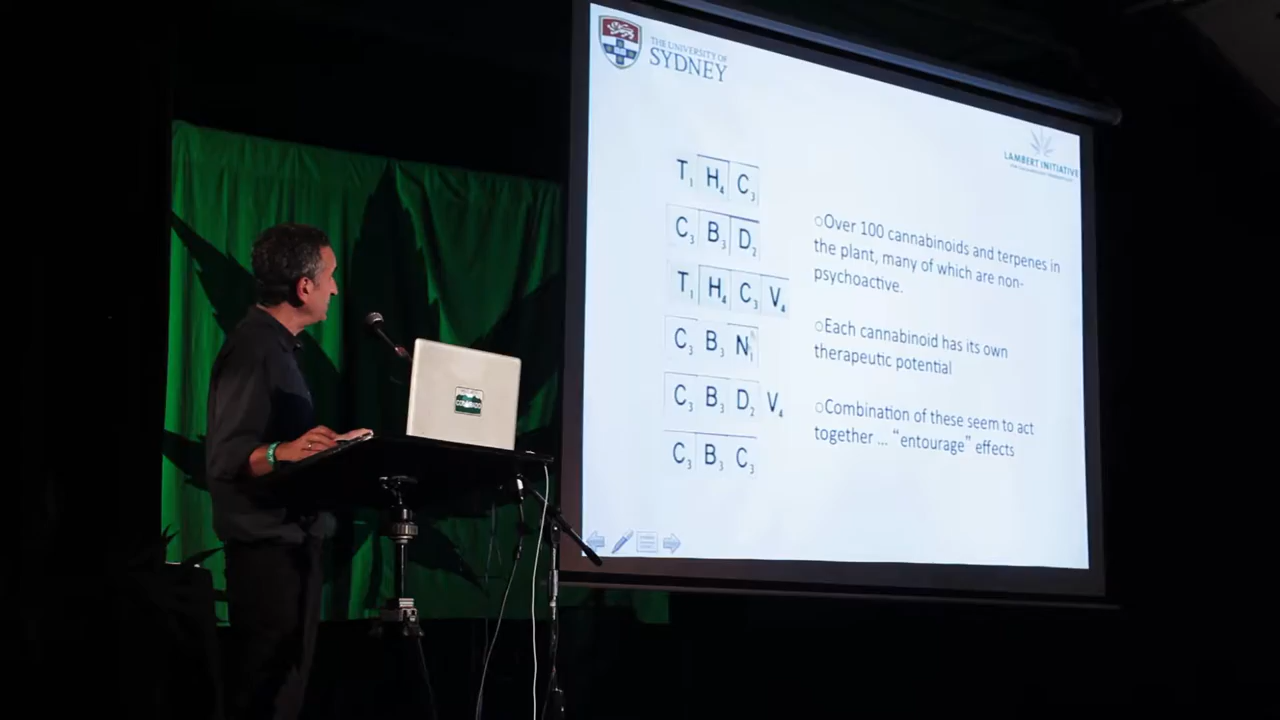 THE UNIVERSITY OF
SYDNEY
LAMBERT INITIATIVE
T1 H4 C3
C3 B3 D2
T1 H4 C3 V4
C3 B3 N1
C3 B3 D2 V4
C3 B3 C3
○Over 100 cannabinoids and terpenes in
the plant, many of which are non-
psychoactive.
○Each cannabinoid has its own
therapeutic potential
○Combination of these seem to act
together ... “entourage” effects